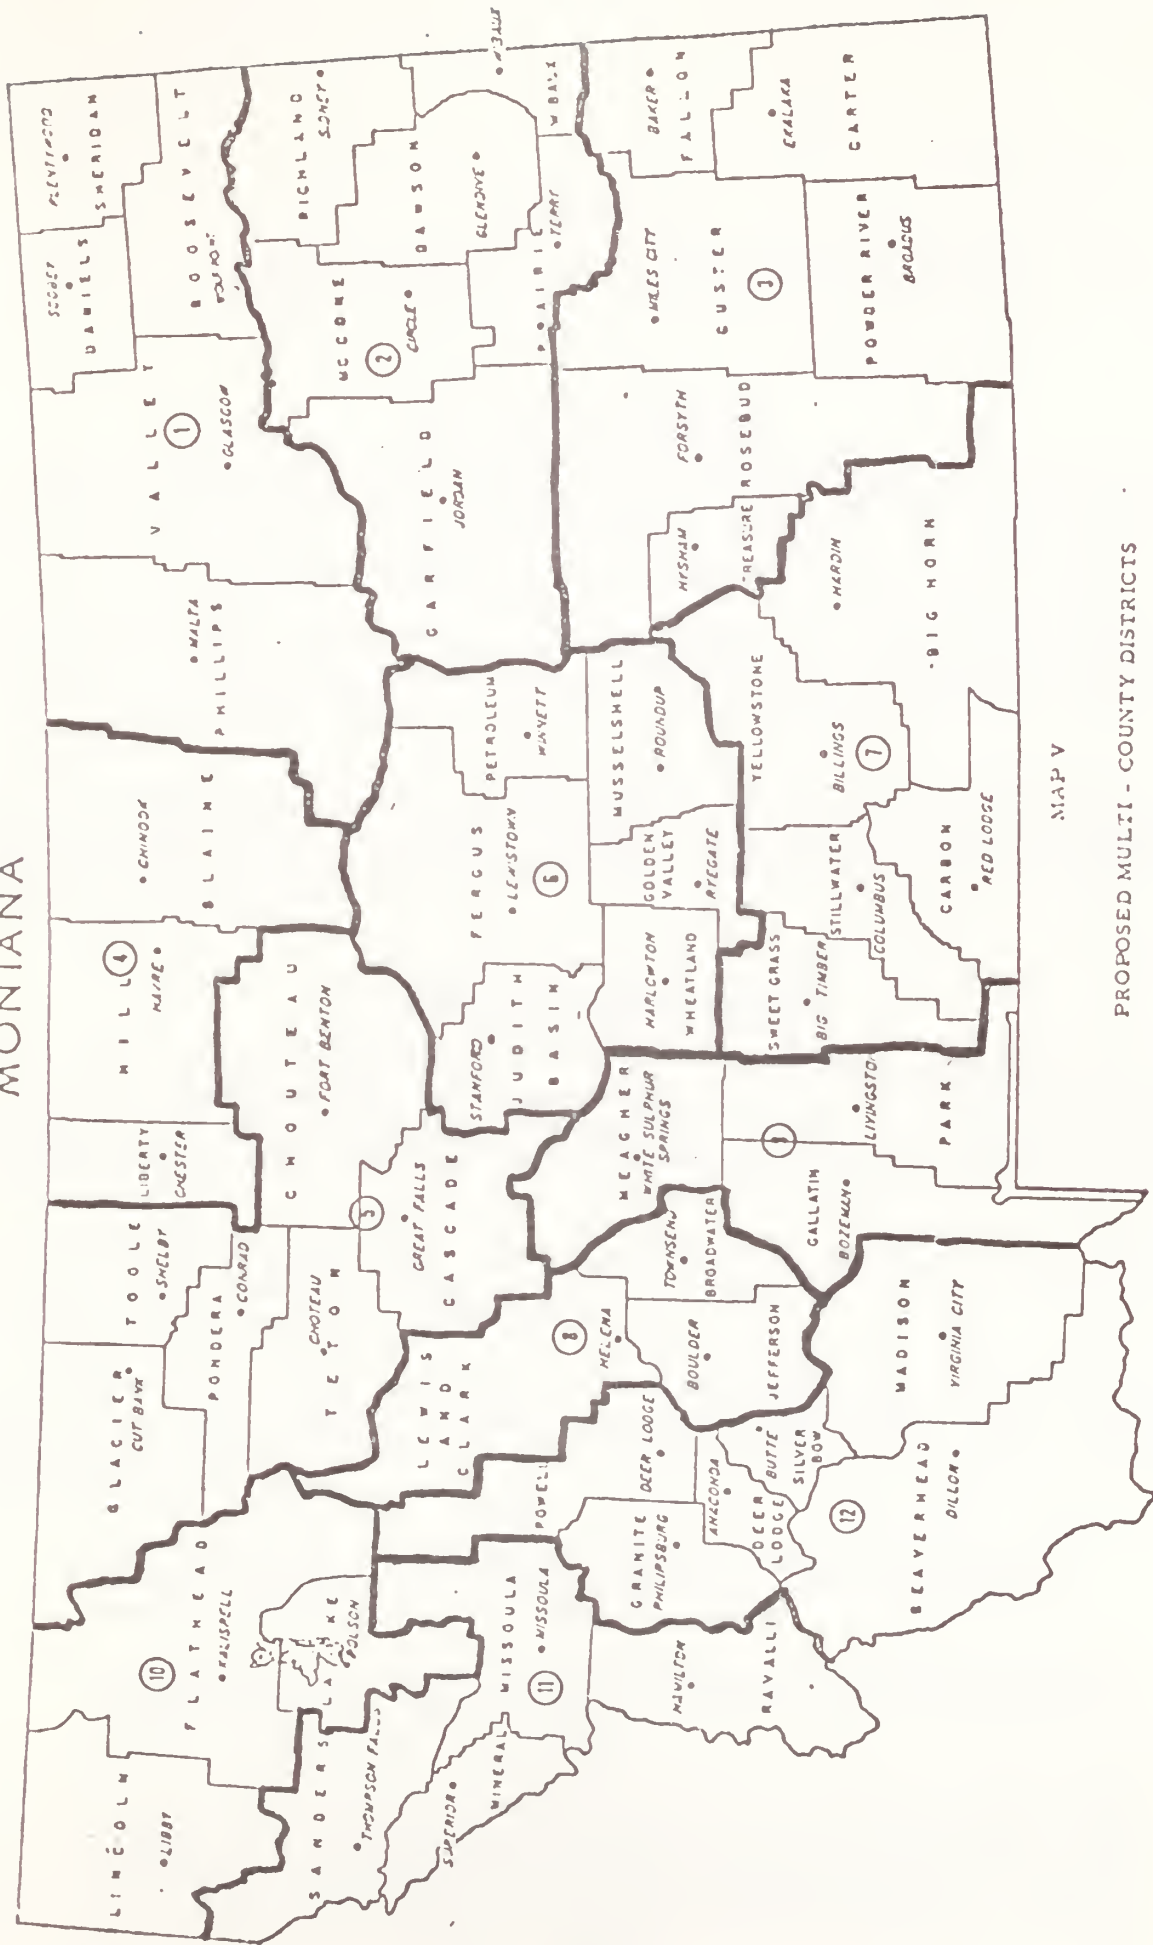 MONIANA
LINCOLN
LIBBY
10
FLATHEAD
KALISPELL
GLACIER
CUT BANK
TOOLE
SHELBY
PONDERA
CONRAD
LIBERTY
CHESTER
HILL
4
HAVRE
BLAINE
CHINOOK
PHILLIPS
MALTA
VALLEY
1
GLASGOW
DANIELS
SCOBEY
SHERIDAN
PLENTYWOOD
ROOSEVELT
SANDERS
THOMPSON FALLS
LAKE
POLSON
TETON
CHOTEAU
CHOUTEAU
FORT BENTON
5
CASCADE
GREAT FALLS
LEWIS
AND
CLARK
8
HELENA
JUDITH
BASIN
STANFORD
FERGUS
LEWISTOWN
6
PETROLEUM
WINNETT
GARFIELD
JORDAN
MCCONE
2
CIRCLE
RICHLAND
SIDNEY
DAWSON
GLENDIVE
PRAIRIE
TERRY
WIBAUX
SUPERIOR
MINERAL
MISSOULA
MISSOULA
11
POWELL
DEER LODGE
GRANITE
PHILIPSBURG
HAMILTON
RAVALLI
ANACONDA
DEER
LODGE
BUTTE
SILVER
BOW
BOULDER
JEFFERSON
TOWNSEND
BROADWATER
MEAGHER
WHITE SULPHUR
SPRINGS
HARLOWTON
WHEATLAND
GOLDEN
VALLEY
RYEGATE
MUSSELSHELL
ROUNDUP
HYSHAM
TREASURE
ROSEBUD
FORSYTH
MILES CITY
CUSTER
3
BAKER
FALLON
EKALAKA
CARTER
POWDER RIVER
BROADUS
12
BEAVERHEAD
DILLON
MADISON
VIRGINIA CITY
GALLATIN
BOZEMAN
9
LIVINGSTON
PARK
SWEET GRASS
BIG TIMBER
STILLWATER
COLUMBUS
YELLOWSTONE
BILLINGS
7
CARBON
RED LODGE
BIG HORN
HARDIN
MAP V
PROPOSED MULTI - COUNTY DISTRICTS